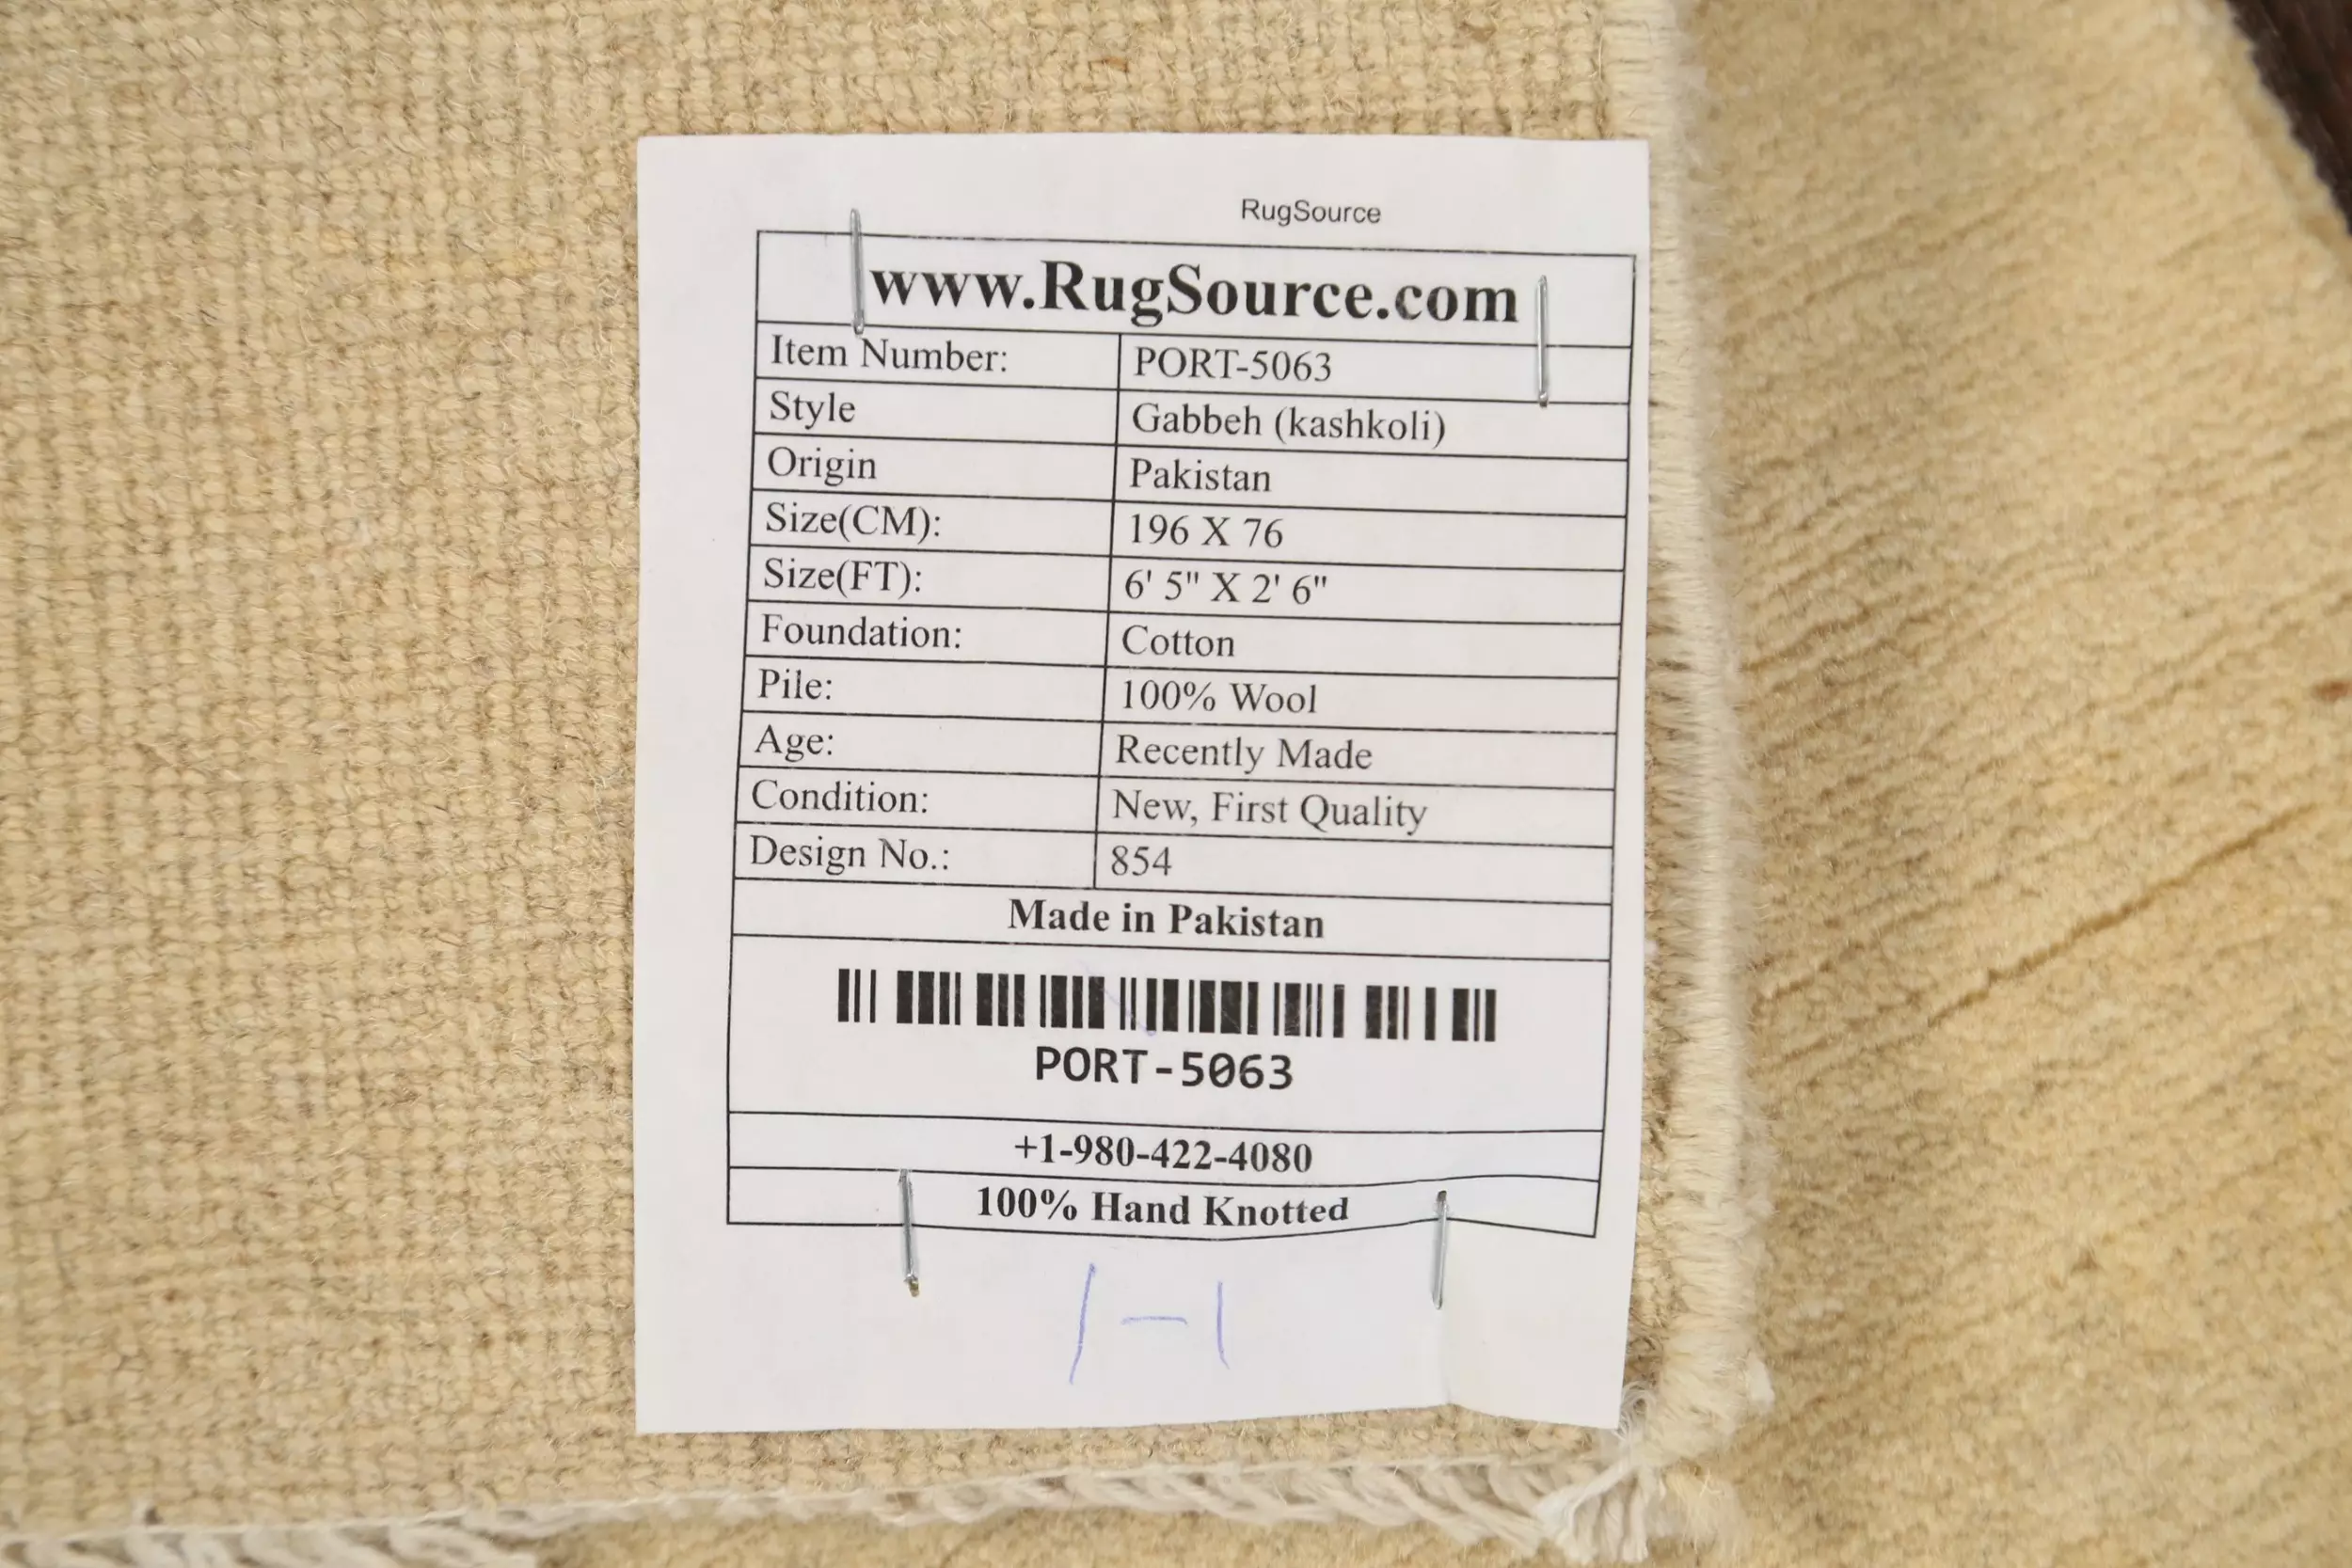 RugSource
www.RugSource.com
Item Number: PORT-5063
Style Gabbeh (kashkoli)
Origin Pakistan
Size(CM): 196 X 76
Size(FT): 6' 5" X 2' 6"
Foundation: Cotton
Pile: 100% Wool
Age: Recently Made
Condition: New, First Quality
Design No.: 854
Made in Pakistan
PORT-5063
+1-980-422-4080
100% Hand Knotted
1-1